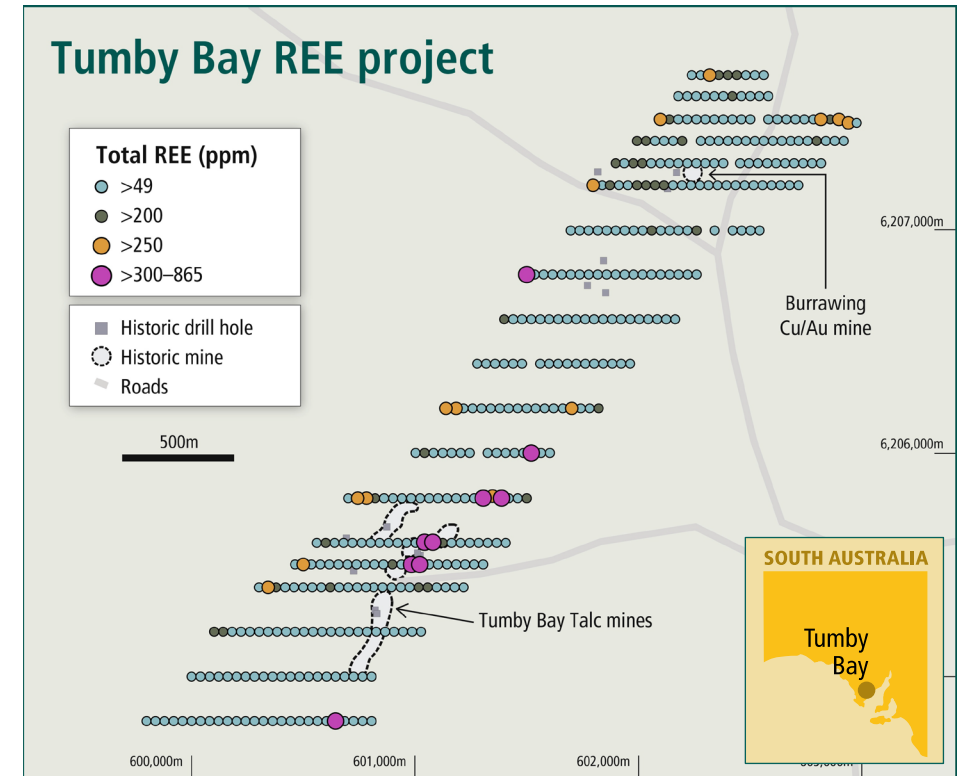 Tumby Bay REE project
Total REE (ppm)
>49
>200
>250
>300–865
Historic drill hole
Historic mine
Roads
500m
6,207,000m
Burrawing
Cu/Au mine
6,206,000m
SOUTH AUSTRALIA
Tumby
Bay
Tumby Bay Talc mines
600,000m
601,000m
602,000m